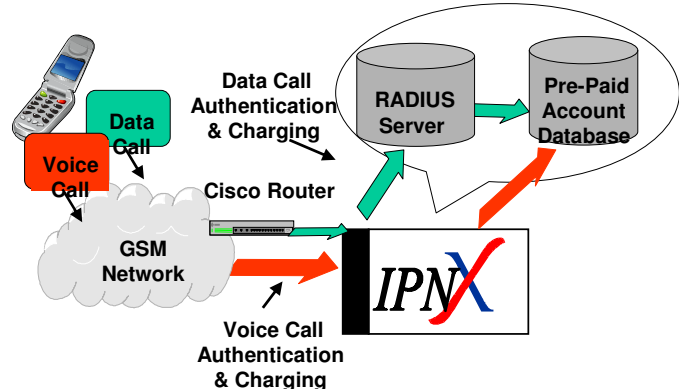 Data Call
Authentication
& Charging
RADIUS
Server
Pre-Paid
Account
Database
Data
Call
Voice
Call
Cisco Router
GSM
Network
IPNX
Voice Call
Authentication
& Charging